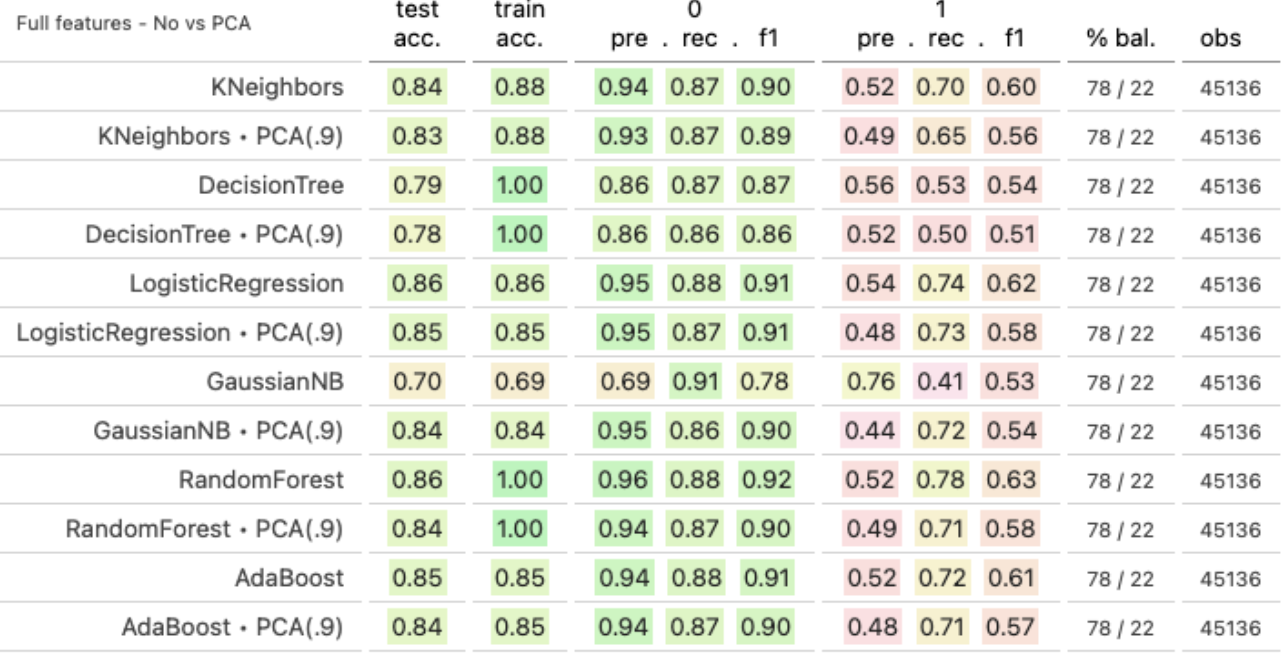 Full features - No vs PCA test acc. train acc. 0 pre . rec . f1 1 pre . rec . f1 % bal. obs
KNeighbors 0.84 0.88 0.94 0.87 0.90 0.52 0.70 0.60 78 / 22 45136
KNeighbors • PCA(.9) 0.83 0.88 0.93 0.87 0.89 0.49 0.65 0.56 78 / 22 45136
DecisionTree 0.79 1.00 0.86 0.87 0.87 0.56 0.53 0.54 78 / 22 45136
DecisionTree • PCA(.9) 0.78 1.00 0.86 0.86 0.86 0.52 0.50 0.51 78 / 22 45136
LogisticRegression 0.86 0.86 0.95 0.88 0.91 0.54 0.74 0.62 78 / 22 45136
LogisticRegression • PCA(.9) 0.85 0.85 0.95 0.87 0.91 0.48 0.73 0.58 78 / 22 45136
GaussianNB 0.70 0.69 0.69 0.91 0.78 0.76 0.41 0.53 78 / 22 45136
GaussianNB • PCA(.9) 0.84 0.84 0.95 0.86 0.90 0.44 0.72 0.54 78 / 22 45136
RandomForest 0.86 1.00 0.96 0.88 0.92 0.52 0.78 0.63 78 / 22 45136
RandomForest • PCA(.9) 0.84 1.00 0.94 0.87 0.90 0.49 0.71 0.58 78 / 22 45136
AdaBoost 0.85 0.85 0.94 0.88 0.91 0.52 0.72 0.61 78 / 22 45136
AdaBoost • PCA(.9) 0.84 0.85 0.94 0.87 0.90 0.48 0.71 0.57 78 / 22 45136